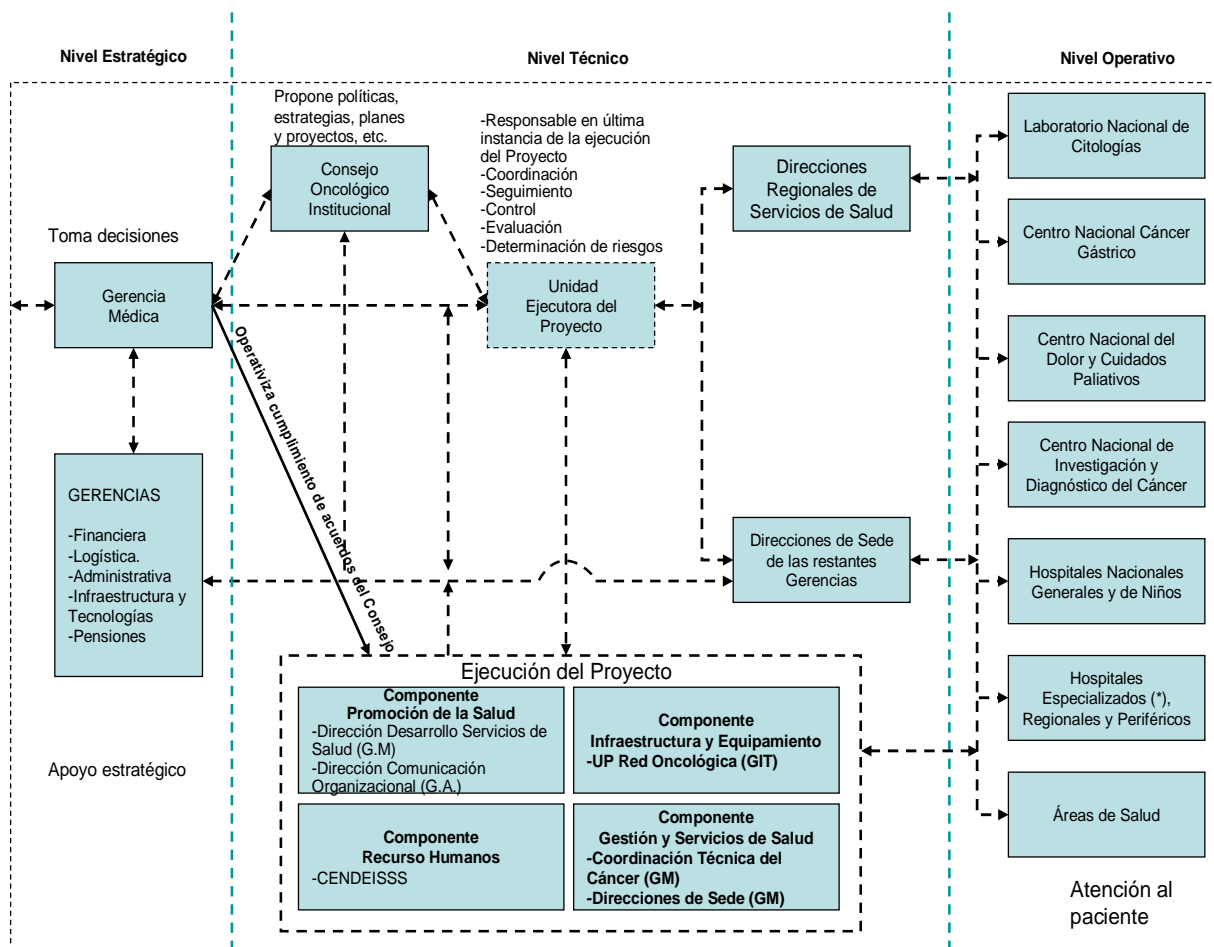 Nivel Estratégico
Nivel Técnico
Nivel Operativo
Propone políticas,
estrategias, planes
y proyectos, etc.
Consejo
Oncológico
Institucional
-Responsable en última
instancia de la ejecución
del Proyecto
-Coordinación
-Seguimiento
-Control
-Evaluación
-Determinación de riesgos
Unidad
Ejecutora del
Proyecto
Toma decisiones
Gerencia
Médica
Operativiza cumplimiento de acuerdos del Consejo
GERENCIAS
-Financiera
-Logística.
-Administrativa
-Infraestructura y
Tecnologías
-Pensiones
Apoyo estratégico
Direcciones
Regionales de
Servicios de Salud
Direcciones de Sede
de las restantes
Gerencias
Ejecución del Proyecto
Componente
Promoción de la Salud
-Dirección Desarrollo Servicios de
Salud (G.M)
-Dirección Comunicación
Organizacional (G.A.)
Componente
Infraestructura y Equipamiento
-UP Red Oncológica (GIT)
Componente
Recurso Humanos
-CENDEISSS
Componente
Gestión y Servicios de Salud
-Coordinación Técnica del
Cáncer (GM)
-Direcciones de Sede (GM)
Laboratorio Nacional de
Citologías
Centro Nacional Cáncer
Gástrico
Centro Nacional del
Dolor y Cuidados
Paliativos
Centro Nacional de
Investigación y
Diagnóstico del Cáncer
Hospitales Nacionales
Generales y de Niños
Hospitales
Especializados (*),
Regionales y Periféricos
Áreas de Salud
Atención al
paciente